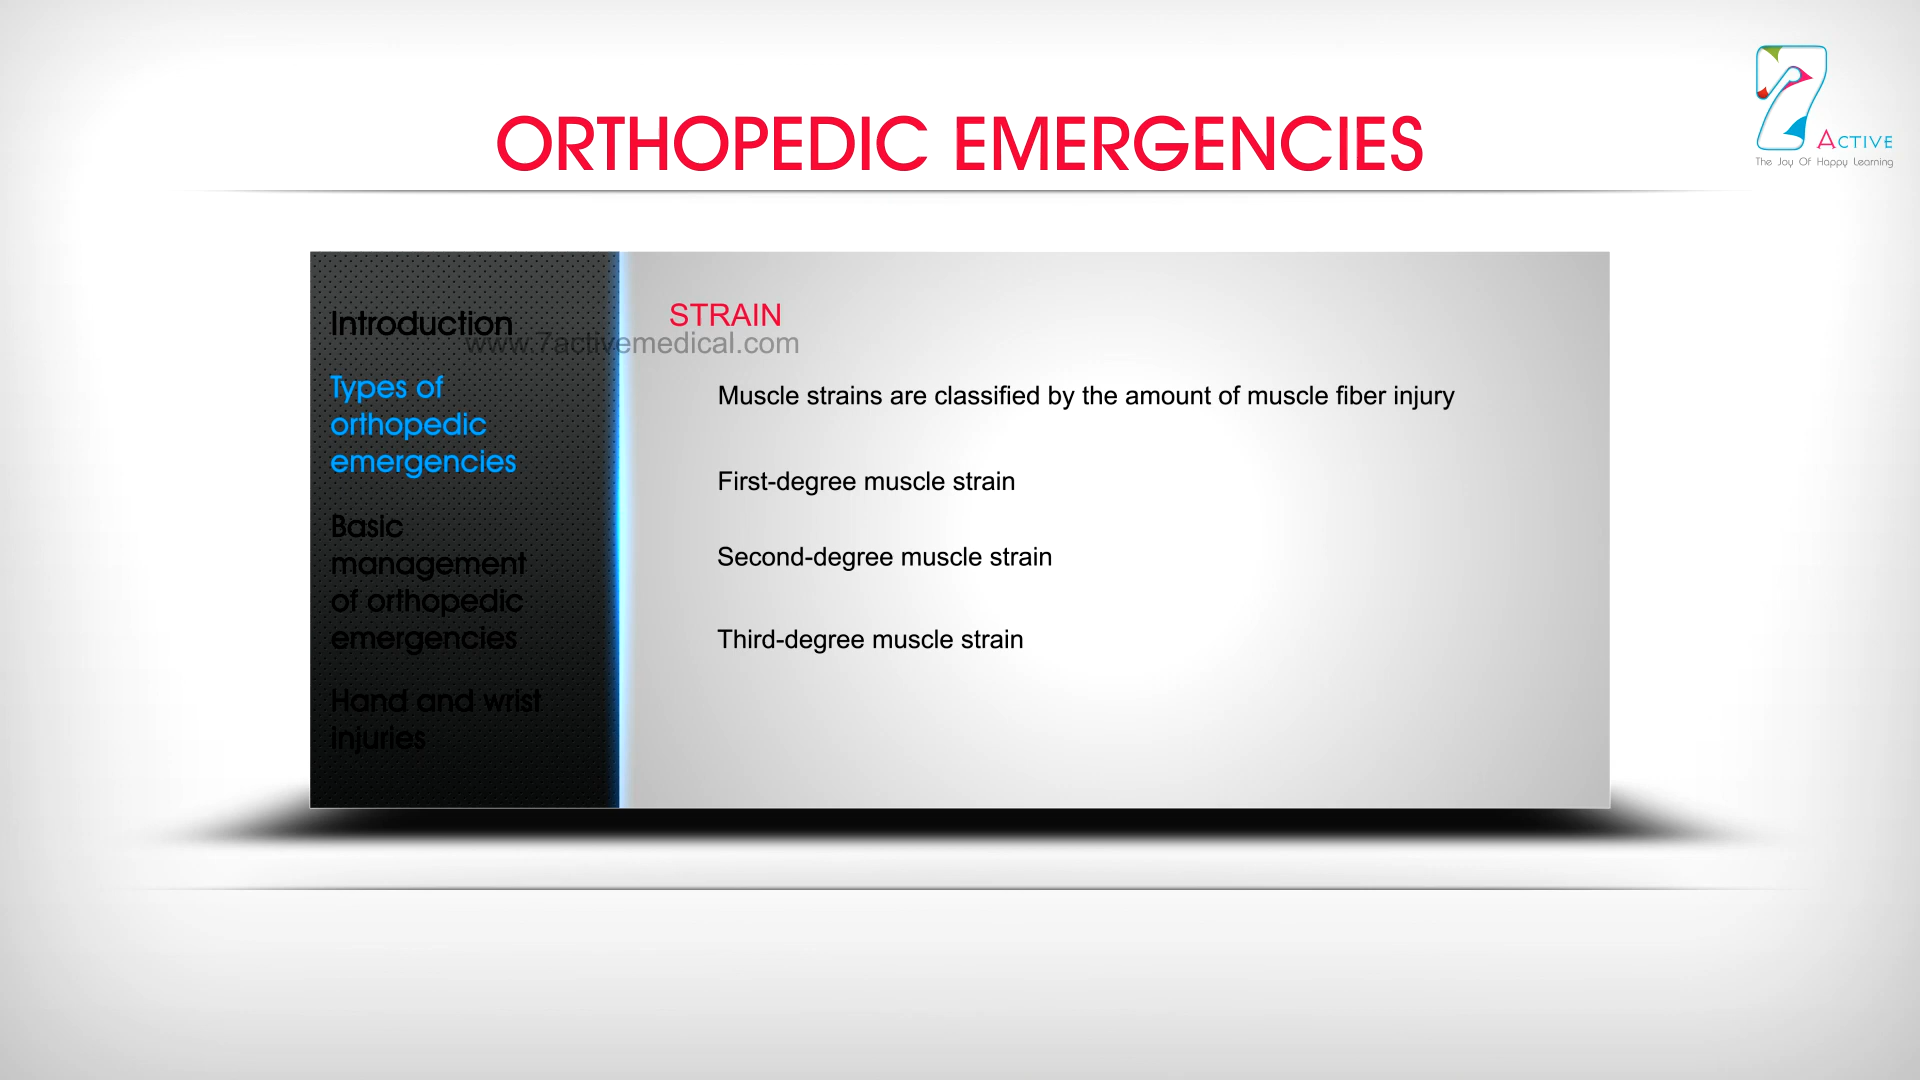 ORTHOPEDIC EMERGENCIES
7
ACTIVE
The Joy Of Happy Learning
Introduction
Types of
orthopedic
emergencies
Basic
management
of orthopedic
emergencies
Hand and wrist
injuries
STRAIN
www.7activemedical.com
Muscle strains are classified by the amount of muscle fiber injury
First-degree muscle strain
Second-degree muscle strain
Third-degree muscle strain